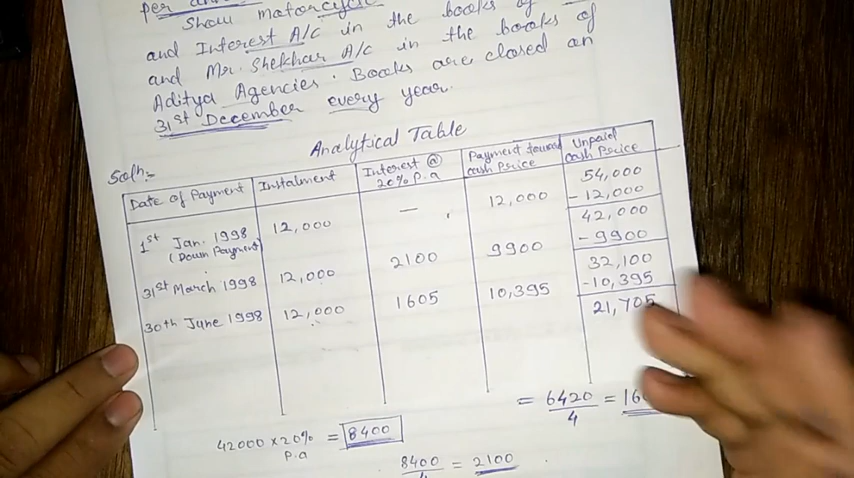 per
Show motorcycle
and Interest A/c in the books of
and Mr. Shekhar A/c in the books of
Aditya Agencies. Books are closed on
31st December every year.
Analytical Table
Soln:-
Date of Payment Instalment Interest @ 20% P.a Payment towards cash Price Unpaid cash Price
54,000
1st Jan. 1998 (Down Payment) 12,000 — 12,000 - 12,000
42,000
31st March 1998 12,000 2100 9900 - 9900
32,100
30th June 1998 12,000 1605 10,395 -10,395
21,705
= 6420/4 =
42000 x 20% P.a = 8400
8400/4 = 2100